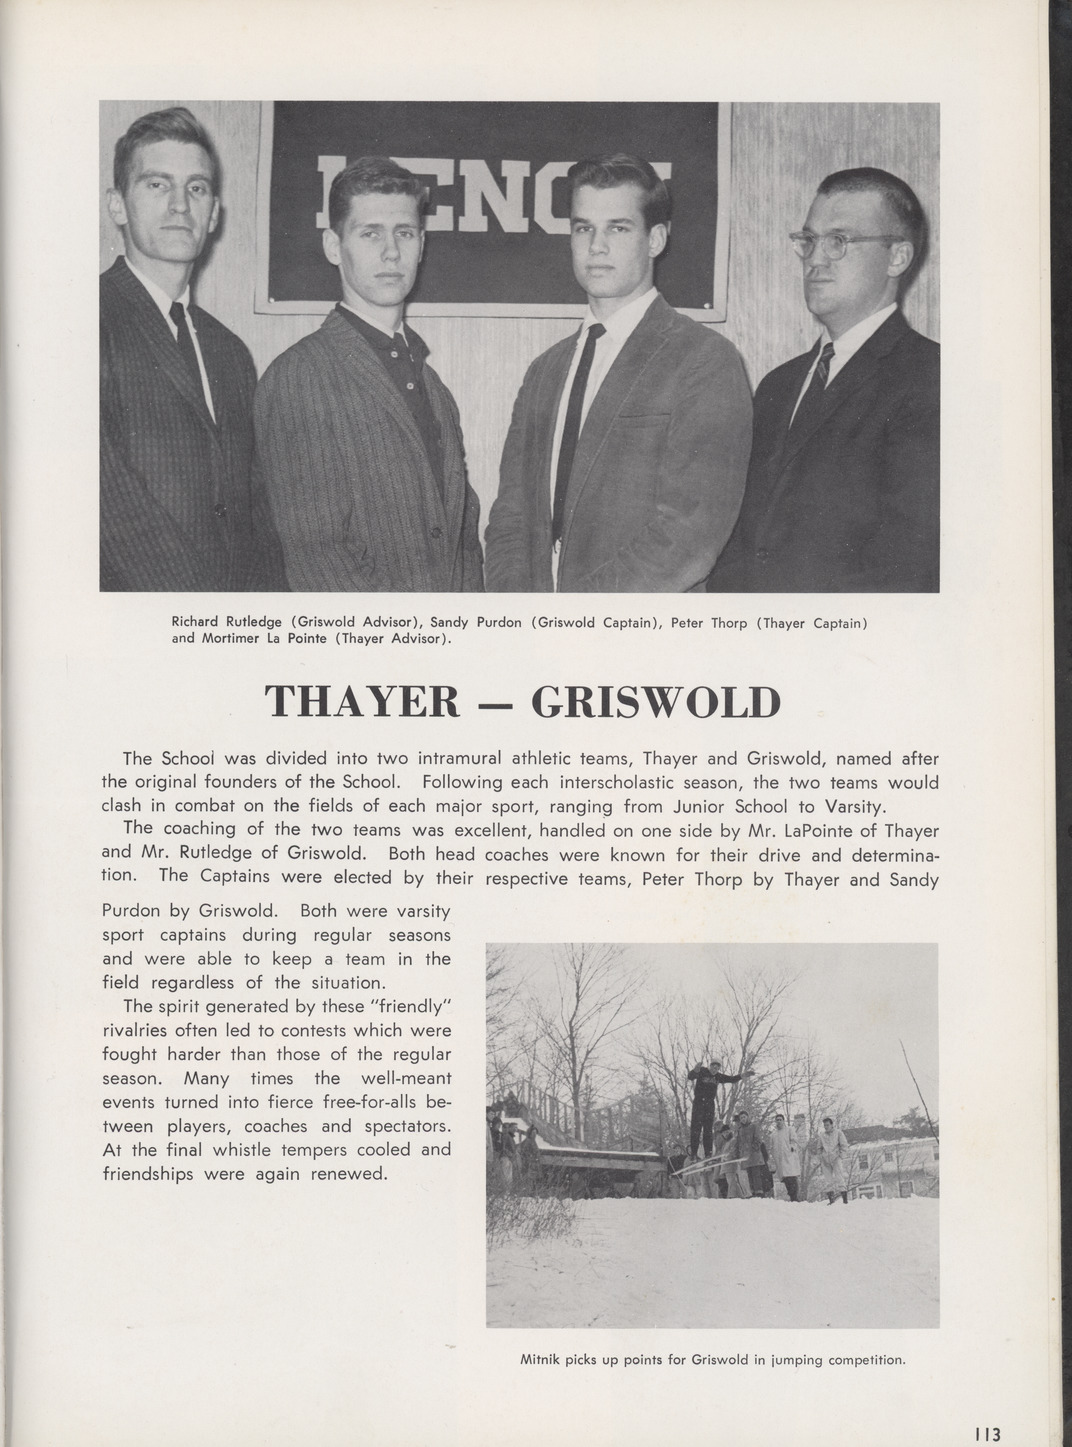 Richard Rutledge (Griswold Advisor), Sandy Purdon (Griswold Captain), Peter Thorp (Thayer Captain)
and Mortimer La Pointe (Thayer Advisor).
THAYER — GRISWOLD
The School was divided into two intramural athletic teams, Thayer and Griswold, named after
the original founders of the School. Following each interscholastic season, the two teams would
clash in combat on the fields of each major sport, ranging from Junior School to Varsity.
The coaching of the two teams was excellent, handled on one side by Mr. LaPointe of Thayer
and Mr. Rutledge of Griswold. Both head coaches were known for their drive and determina-
tion. The Captains were elected by their respective teams, Peter Thorp by Thayer and Sandy
Purdon by Griswold. Both were varsity
sport captains during regular seasons
and were able to keep a team in the
field regardless of the situation.
The spirit generated by these "friendly"
rivalries often led to contests which were
fought harder than those of the regular
season. Many times the well-meant
events turned into fierce free-for-alls be-
tween players, coaches and spectators.
At the final whistle tempers cooled and
friendships were again renewed.
Mitnik picks up points for Griswold in jumping competition.
113